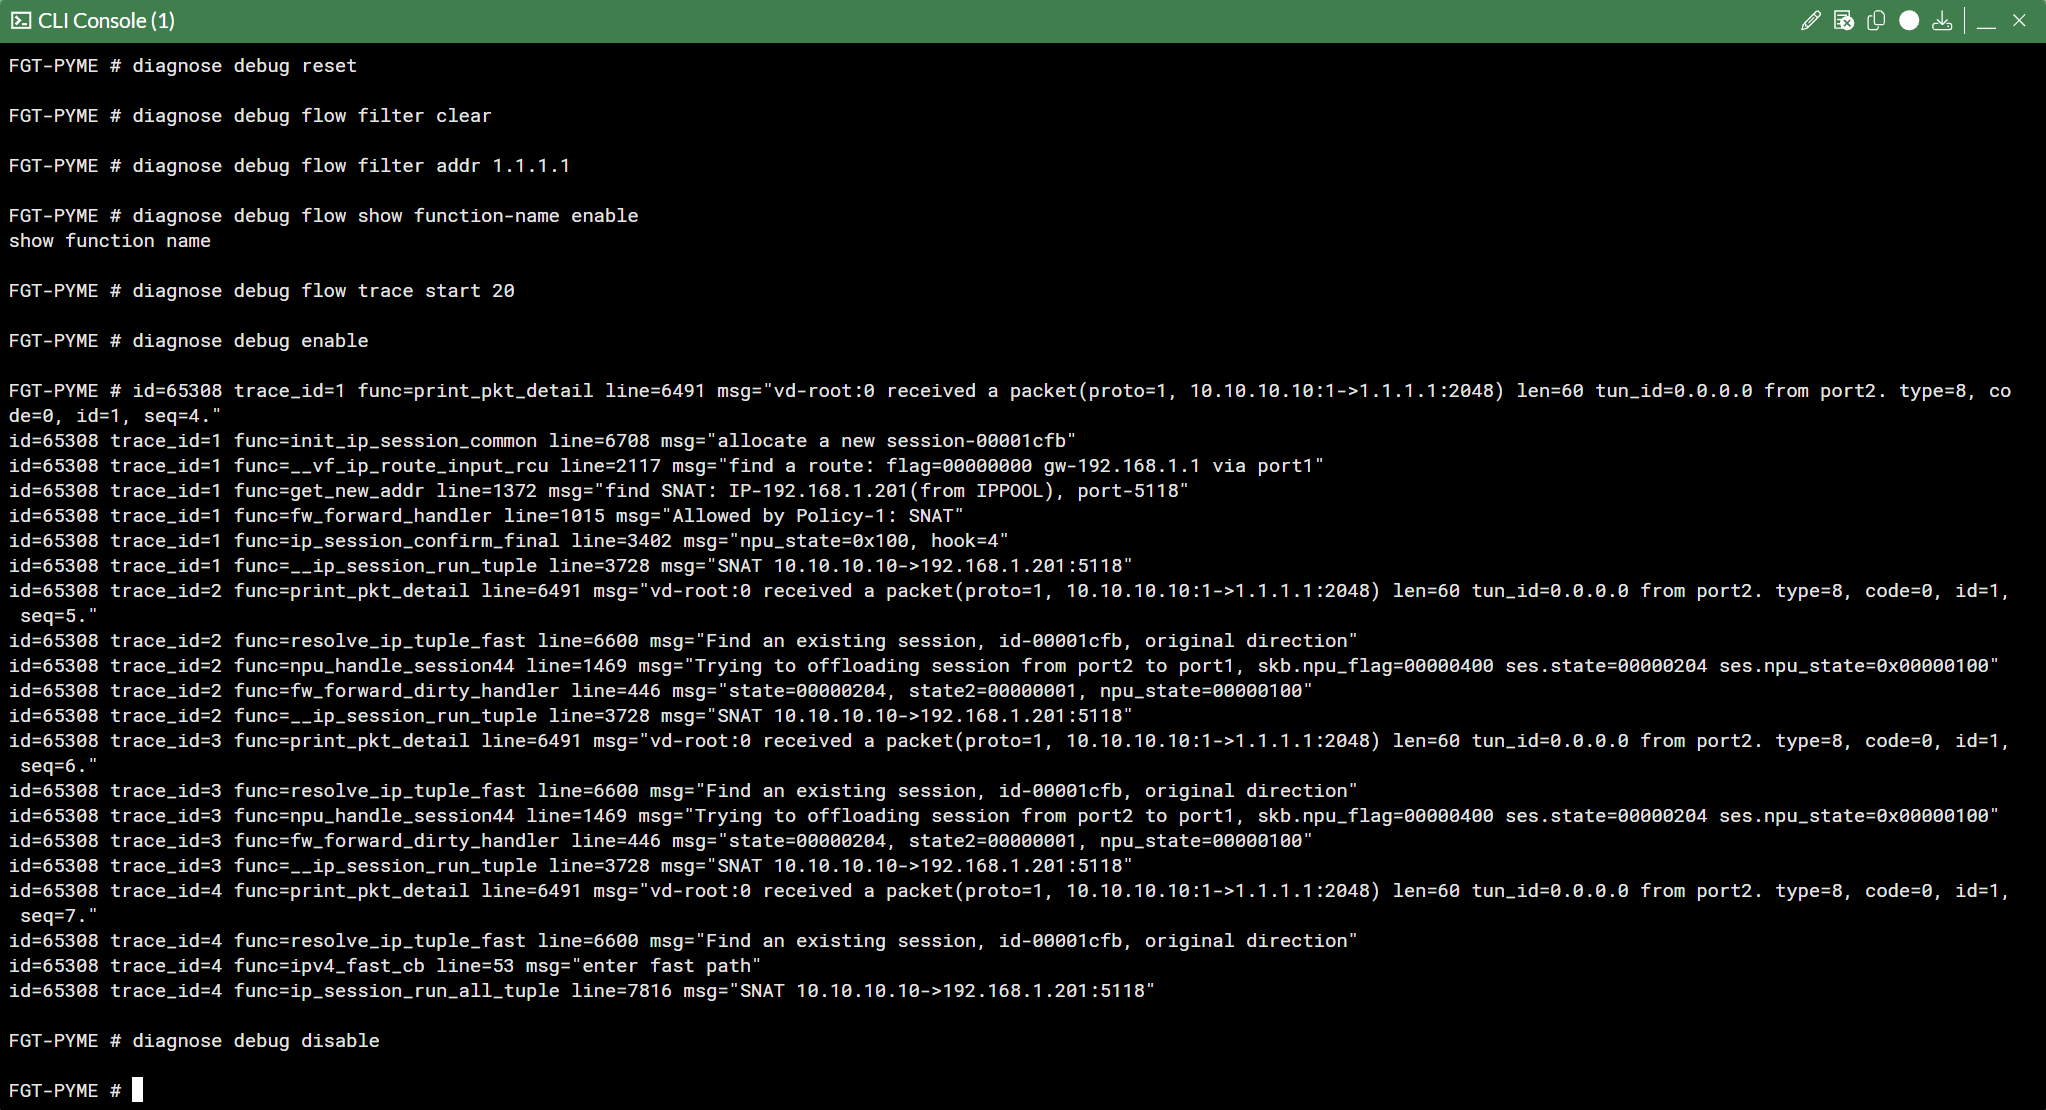 CLI Console (1)
FGT-PYME # diagnose debug reset
FGT-PYME # diagnose debug flow filter clear
FGT-PYME # diagnose debug flow filter addr 1.1.1.1
FGT-PYME # diagnose debug flow show function-name enable
show function name
FGT-PYME # diagnose debug flow trace start 20
FGT-PYME # diagnose debug enable
FGT-PYME # id=65308 trace_id=1 func=print_pkt_detail line=6491 msg="vd-root:0 received a packet(proto=1, 10.10.10.10:1->1.1.1.1:2048) len=60 tun_id=0.0.0.0 from port2. type=8, co
de=0, id=1, seq=4."
id=65308 trace_id=1 func=init_ip_session_common line=6708 msg="allocate a new session-00001cfb"
id=65308 trace_id=1 func=__vf_ip_route_input_rcu line=2117 msg="find a route: flag=00000000 gw-192.168.1.1 via port1"
id=65308 trace_id=1 func=get_new_addr line=1372 msg="find SNAT: IP-192.168.1.201(from IPPOOL), port-5118"
id=65308 trace_id=1 func=fw_forward_handler line=1015 msg="Allowed by Policy-1: SNAT"
id=65308 trace_id=1 func=ip_session_confirm_final line=3402 msg="npu_state=0x100, hook=4"
id=65308 trace_id=1 func=__ip_session_run_tuple line=3728 msg="SNAT 10.10.10.10->192.168.1.201:5118"
id=65308 trace_id=2 func=print_pkt_detail line=6491 msg="vd-root:0 received a packet(proto=1, 10.10.10.10:1->1.1.1.1:2048) len=60 tun_id=0.0.0.0 from port2. type=8, code=0, id=1,
seq=5."
id=65308 trace_id=2 func=resolve_ip_tuple_fast line=6600 msg="Find an existing session, id-00001cfb, original direction"
id=65308 trace_id=2 func=npu_handle_session44 line=1469 msg="Trying to offloading session from port2 to port1, skb.npu_flag=00000400 ses.state=00000204 ses.npu_state=0x00000100"
id=65308 trace_id=2 func=fw_forward_dirty_handler line=446 msg="state=00000204, state2=00000001, npu_state=00000100"
id=65308 trace_id=2 func=__ip_session_run_tuple line=3728 msg="SNAT 10.10.10.10->192.168.1.201:5118"
id=65308 trace_id=3 func=print_pkt_detail line=6491 msg="vd-root:0 received a packet(proto=1, 10.10.10.10:1->1.1.1.1:2048) len=60 tun_id=0.0.0.0 from port2. type=8, code=0, id=1,
seq=6."
id=65308 trace_id=3 func=resolve_ip_tuple_fast line=6600 msg="Find an existing session, id-00001cfb, original direction"
id=65308 trace_id=3 func=npu_handle_session44 line=1469 msg="Trying to offloading session from port2 to port1, skb.npu_flag=00000400 ses.state=00000204 ses.npu_state=0x00000100"
id=65308 trace_id=3 func=fw_forward_dirty_handler line=446 msg="state=00000204, state2=00000001, npu_state=00000100"
id=65308 trace_id=3 func=__ip_session_run_tuple line=3728 msg="SNAT 10.10.10.10->192.168.1.201:5118"
id=65308 trace_id=4 func=print_pkt_detail line=6491 msg="vd-root:0 received a packet(proto=1, 10.10.10.10:1->1.1.1.1:2048) len=60 tun_id=0.0.0.0 from port2. type=8, code=0, id=1,
seq=7."
id=65308 trace_id=4 func=resolve_ip_tuple_fast line=6600 msg="Find an existing session, id-00001cfb, original direction"
id=65308 trace_id=4 func=ipv4_fast_cb line=53 msg="enter fast path"
id=65308 trace_id=4 func=ip_session_run_all_tuple line=7816 msg="SNAT 10.10.10.10->192.168.1.201:5118"
FGT-PYME # diagnose debug disable
FGT-PYME #